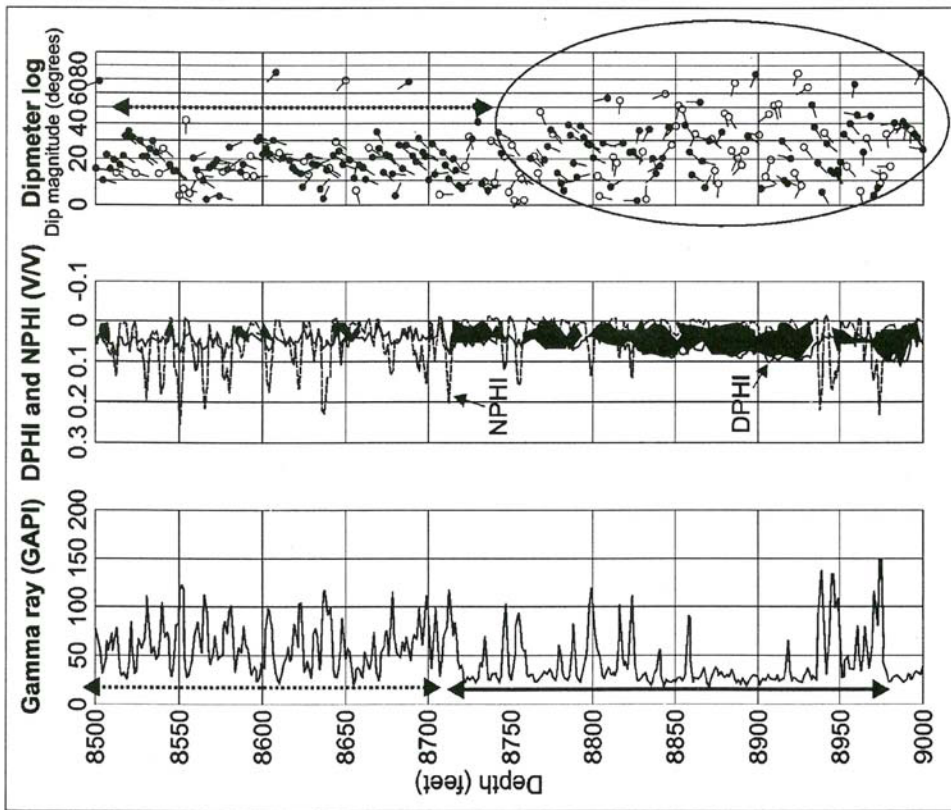 Gamma ray (GAPI)
DPHI and NPHI (V/V)
Dipmeter log
Dip magnitude (degrees)
0 50 100 150 200
0.3 0.2 0.1 0 -0.1
0 20 40 60 80
8500
8550
8600
8650
8700
8750
8800
8850
8900
8950
9000
Depth (feet)
NPHI
DPHI